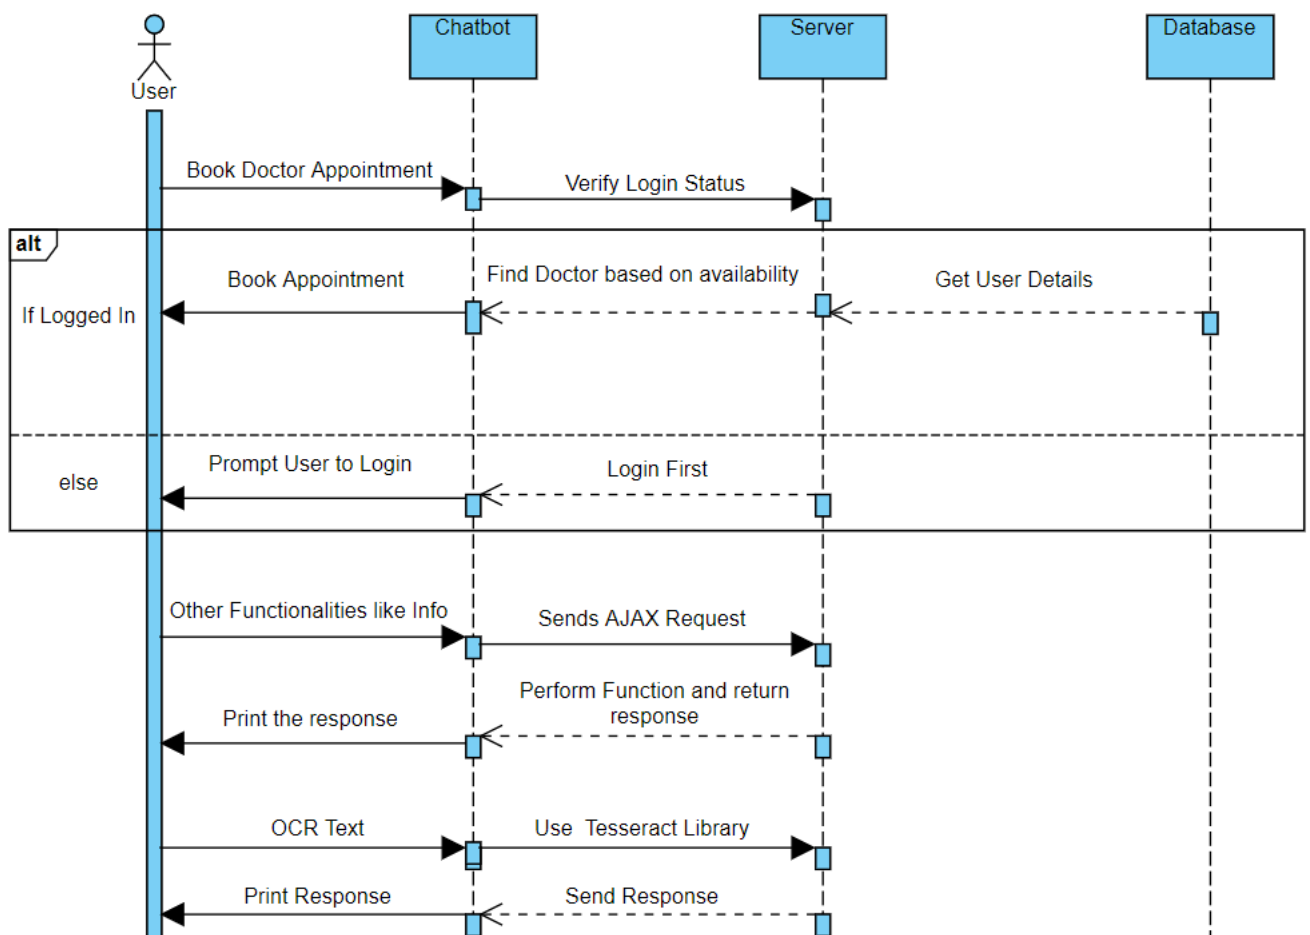 Chatbot
Server
Database
User
Book Doctor Appointment
Verify Login Status
alt
If Logged In
Book Appointment
Find Doctor based on availability
Get User Details
else
Prompt User to Login
Login First
Other Functionalities like Info
Sends AJAX Request
Perform Function and return
response
Print the response
OCR Text
Use Tesseract Library
Print Response
Send Response